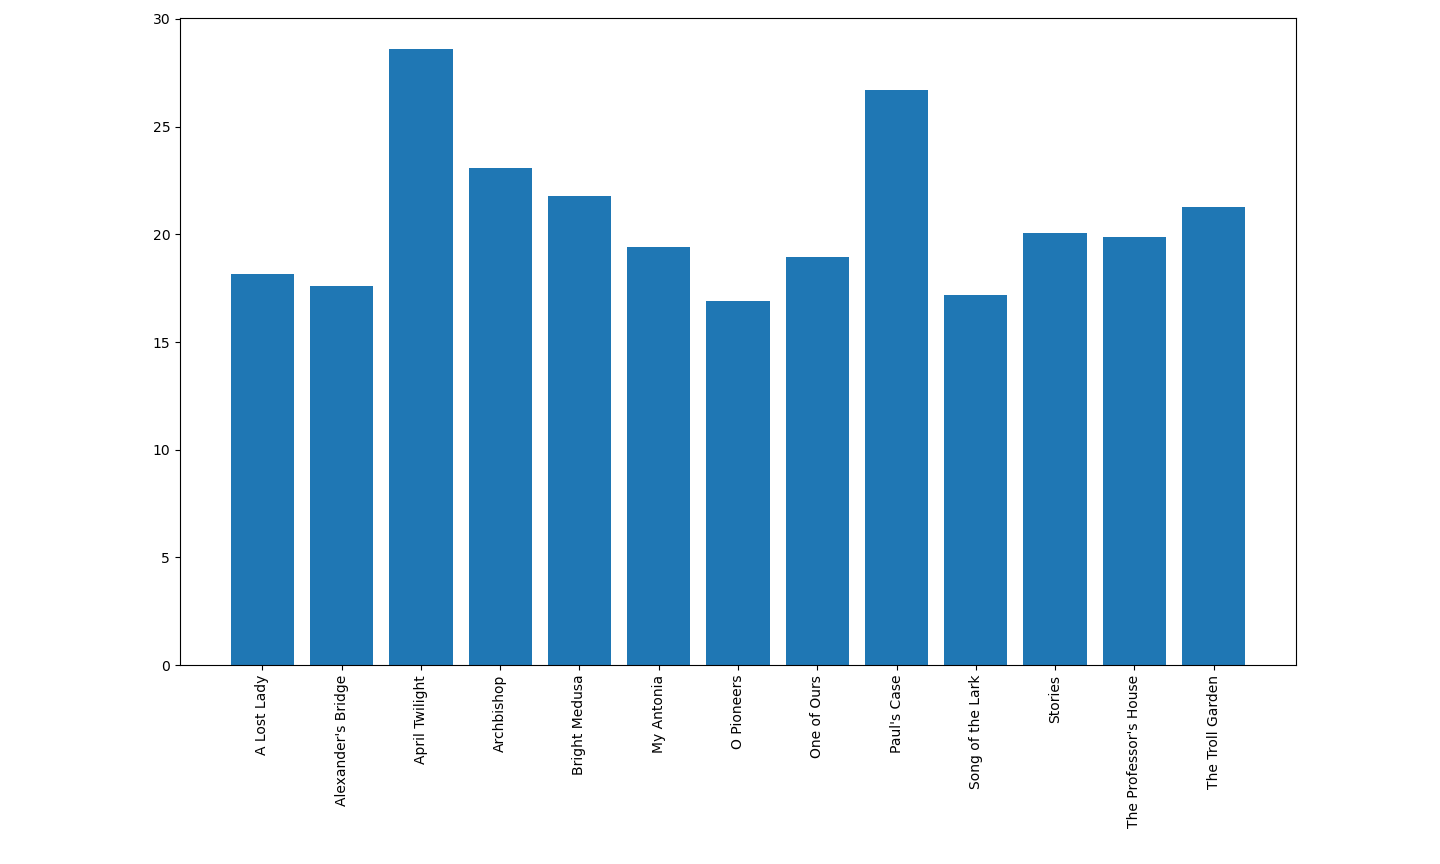 30
25
20
15
10
5
0
A Lost Lady
Alexander's Bridge
April Twilight
Archbishop
Bright Medusa
My Antonia
O Pioneers
One of Ours
Paul's Case
Song of the Lark
Stories
The Professor's House
The Troll Garden